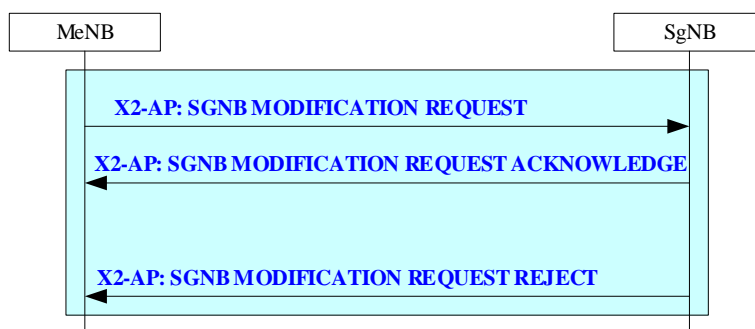 MeNB
SgNB
X2-AP: SGNB MODIFICATION REQUEST
X2-AP: SGNB MODIFICATION REQUEST ACKNOWLEDGE
X2-AP: SGNB MODIFICATION REQUEST REJECT